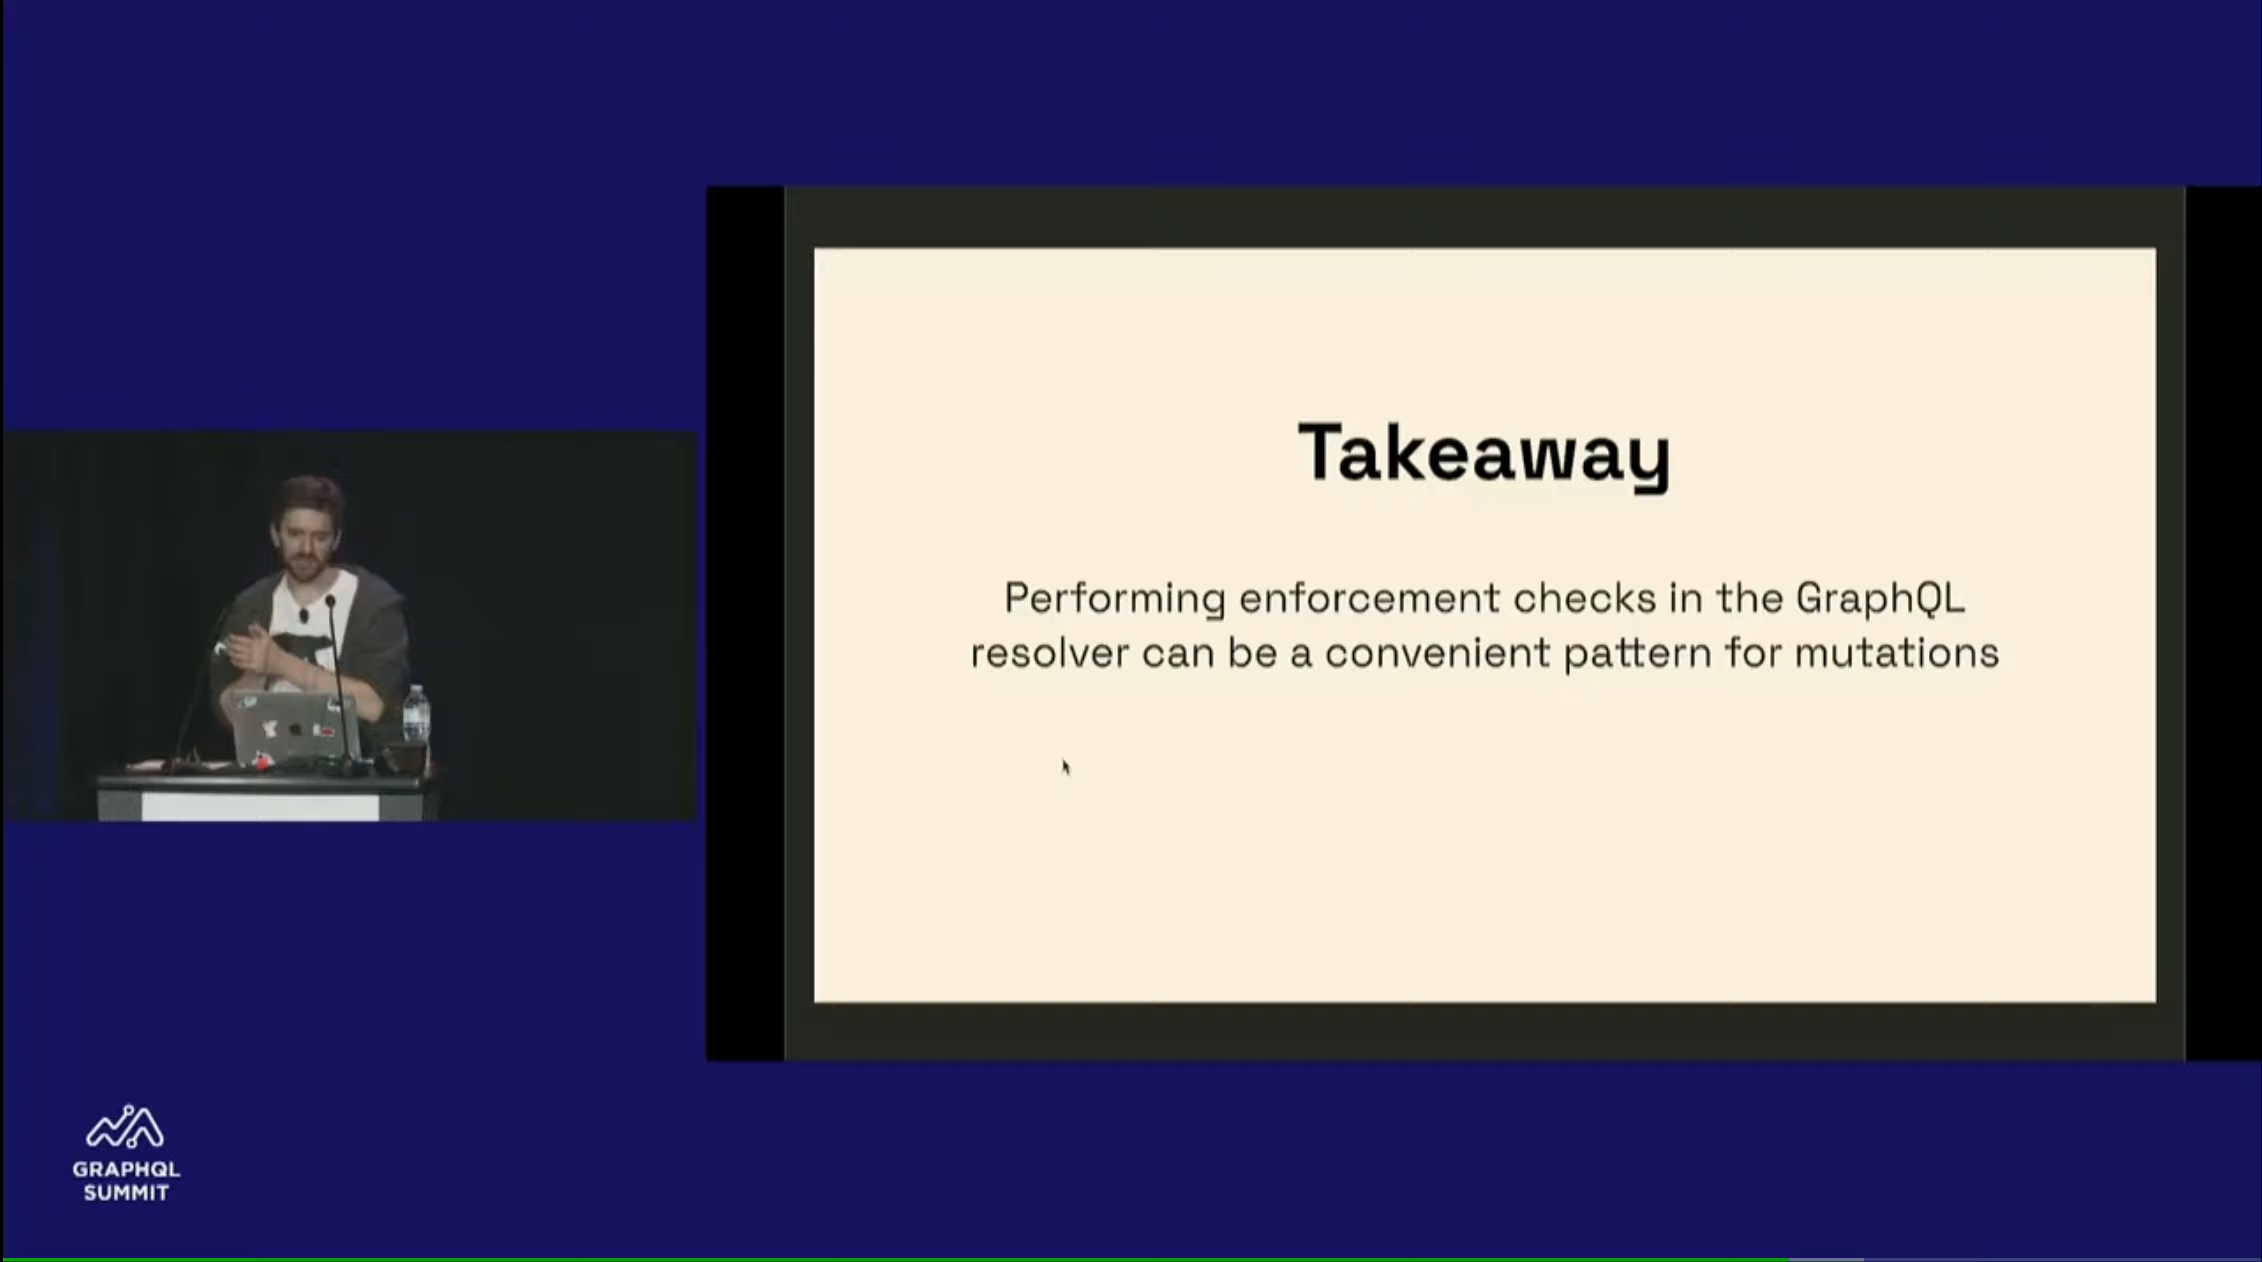 Takeaway
Performing enforcement checks in the GraphQL
resolver can be a convenient pattern for mutations
GRAPHQL
SUMMIT